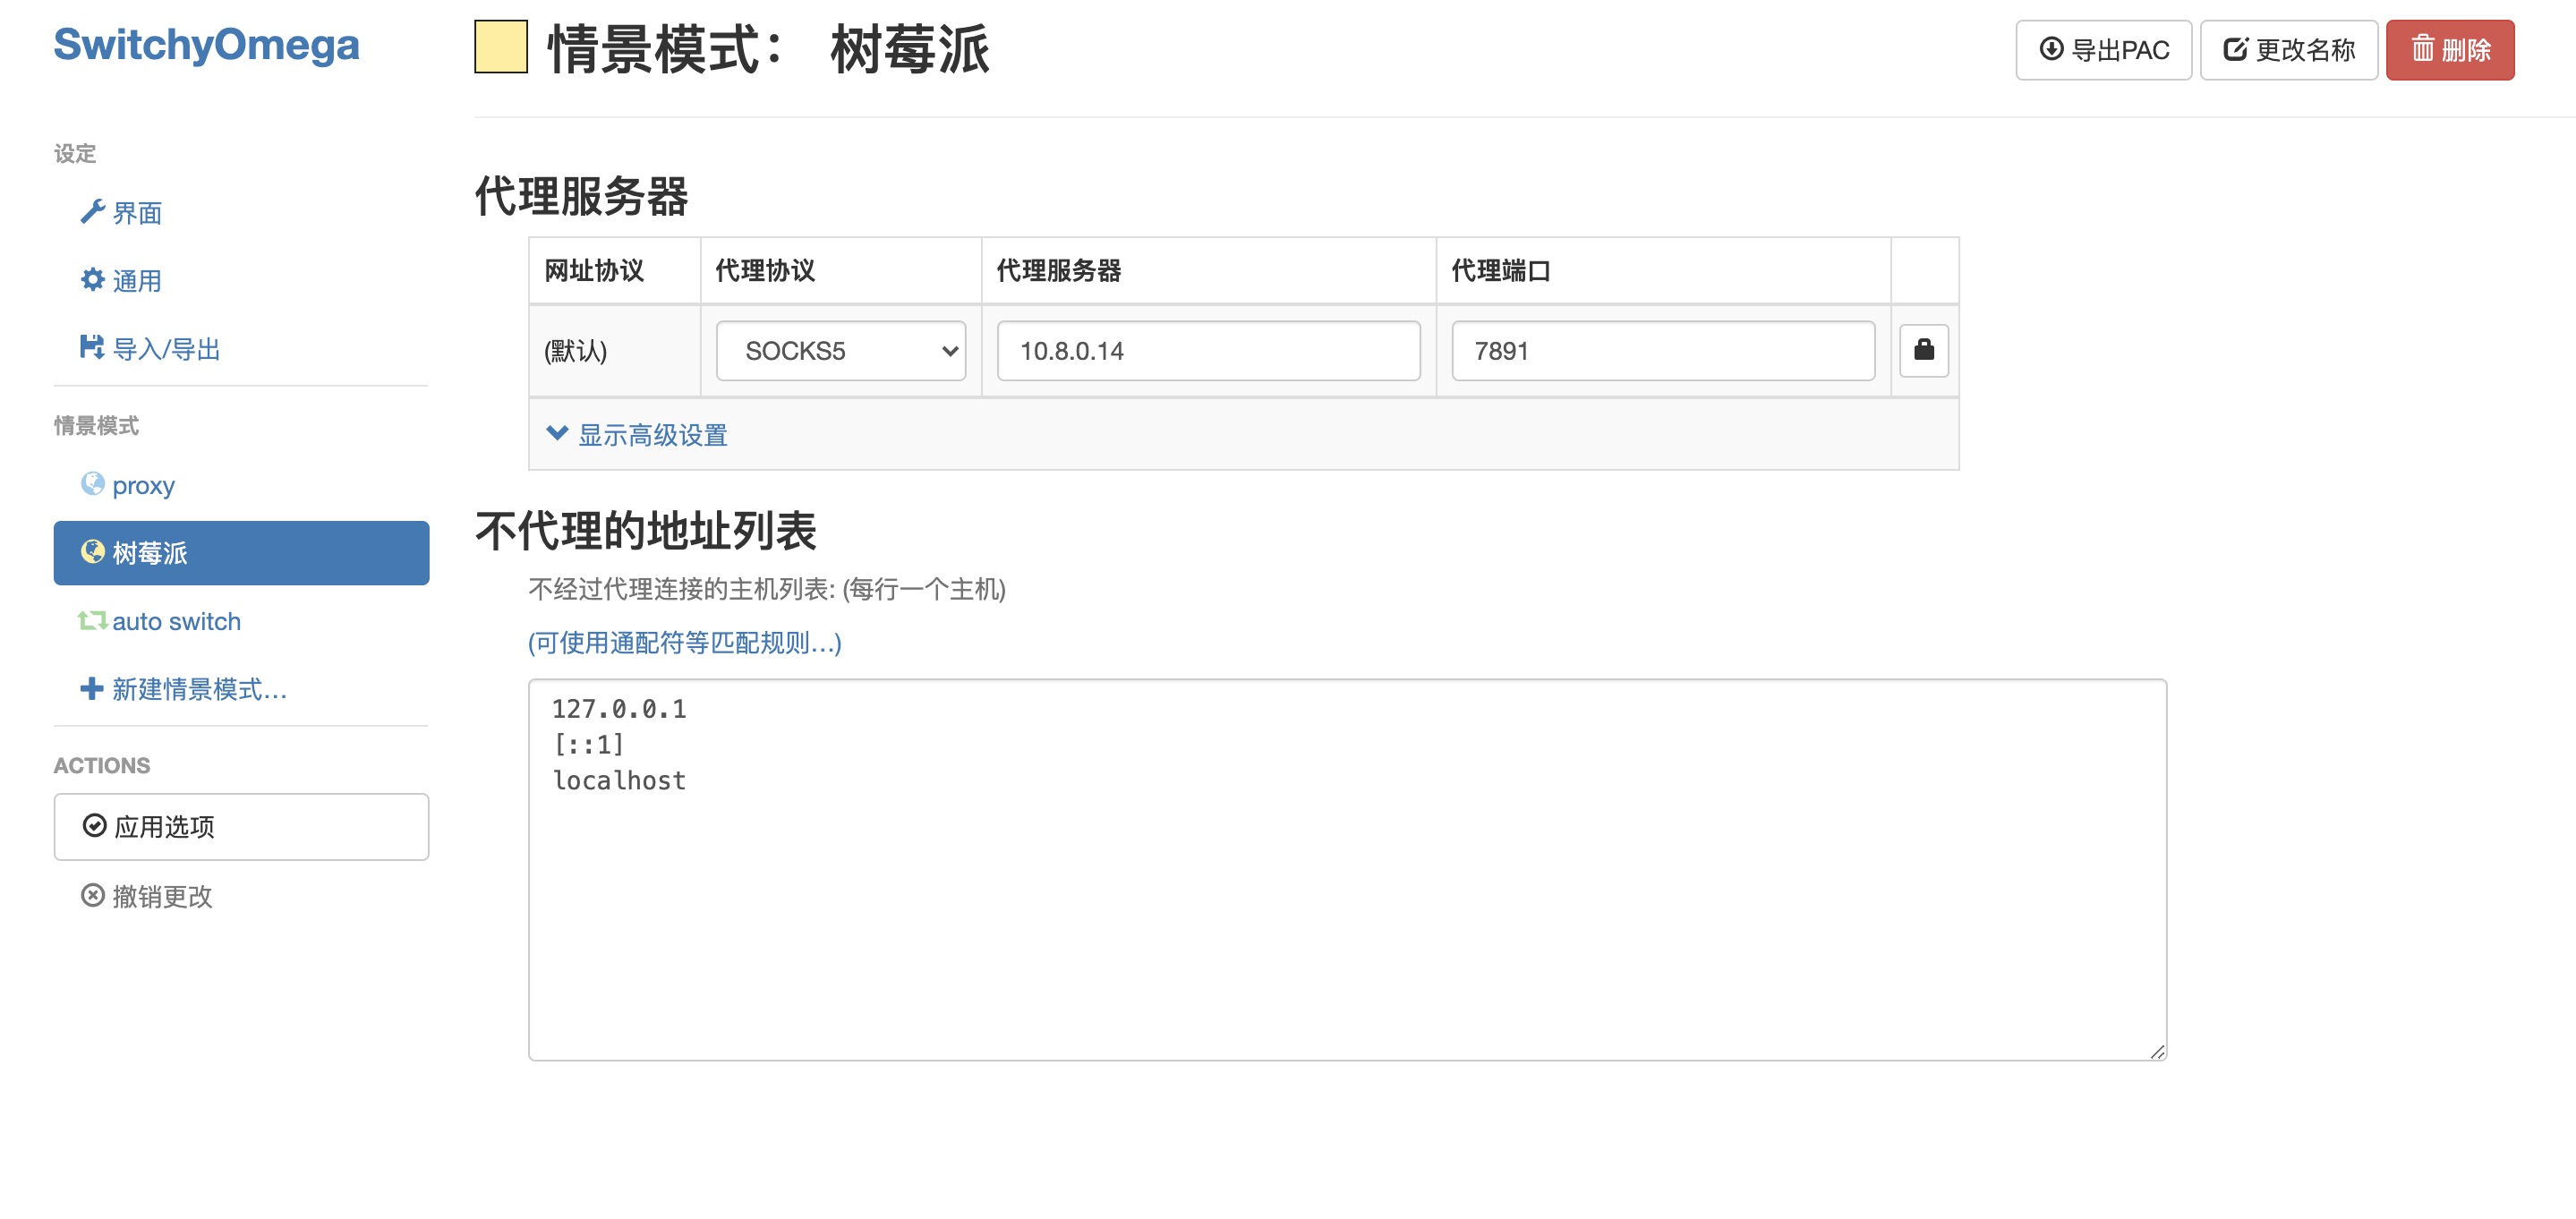 SwitchyOmega
设定
界面
通用
导入/导出
情景模式
proxy
树莓派
auto switch
新建情景模式...
ACTIONS
应用选项
撤销更改
情景模式： 树莓派
导出PAC
更改名称
删除
代理服务器
网址协议 代理协议 代理服务器 代理端口
(默认) SOCKS5 10.8.0.14 7891
显示高级设置
不代理的地址列表
不经过代理连接的主机列表: (每行一个主机)
(可使用通配符等匹配规则...)
127.0.0.1
[::1]
localhost